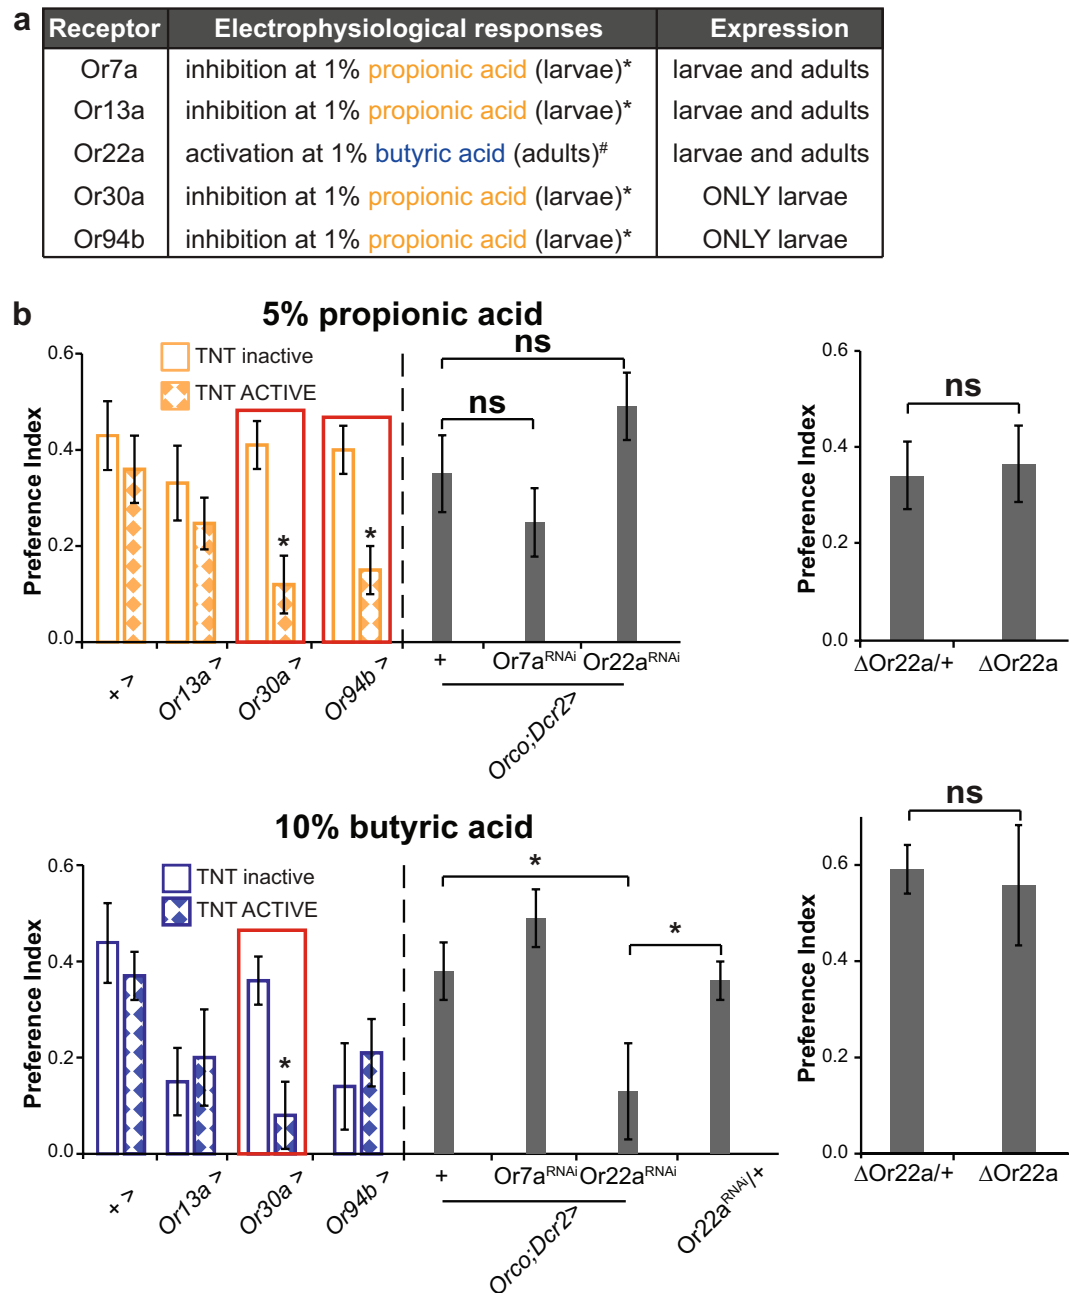 a
Receptor Electrophysiological responses Expression
Or7a inhibition at 1% propionic acid (larvae)* larvae and adults
Or13a inhibition at 1% propionic acid (larvae)* larvae and adults
Or22a activation at 1% butyric acid (adults)# larvae and adults
Or30a inhibition at 1% propionic acid (larvae)* ONLY larvae
Or94b inhibition at 1% propionic acid (larvae)* ONLY larvae
b
5% propionic acid
Preference Index
0.6
0.4
0.2
0.0
TNT inactive
TNT ACTIVE
*
*
ns
ns
+ >
Or13a >
Or30a >
Or94b >
+ Or7aRNAi Or22aRNAi
Orco;Dcr2>
Preference Index
0.6
0.4
0.2
0.0
ns
ΔOr22a/+ ΔOr22a
10% butyric acid
Preference Index
0.6
0.4
0.2
0.0
TNT inactive
TNT ACTIVE
*
*
*
+ >
Or13a >
Or30a >
Or94b >
+ Or7aRNAi Or22aRNAi
Orco;Dcr2>
Or22aRNAi/+
Preference Index
0.6
0.4
0.2
0.0
ns
ΔOr22a/+ ΔOr22a